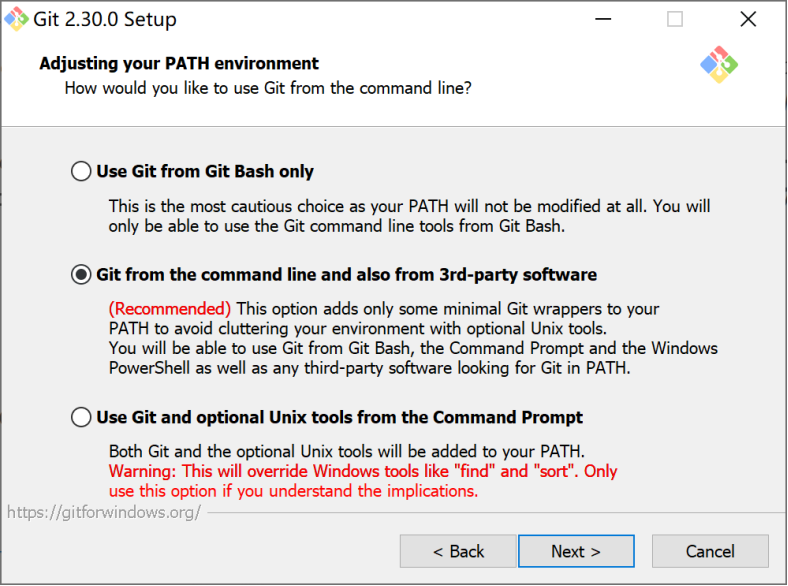 Git 2.30.0 Setup
Adjusting your PATH environment
How would you like to use Git from the command line?
Use Git from Git Bash only
This is the most cautious choice as your PATH will not be modified at all. You will
only be able to use the Git command line tools from Git Bash.
Git from the command line and also from 3rd-party software
(Recommended) This option adds only some minimal Git wrappers to your
PATH to avoid cluttering your environment with optional Unix tools.
You will be able to use Git from Git Bash, the Command Prompt and the Windows
PowerShell as well as any third-party software looking for Git in PATH.
Use Git and optional Unix tools from the Command Prompt
Both Git and the optional Unix tools will be added to your PATH.
Warning: This will override Windows tools like "find" and "sort". Only
use this option if you understand the implications.
https://gitforwindows.org/
< Back Next > Cancel